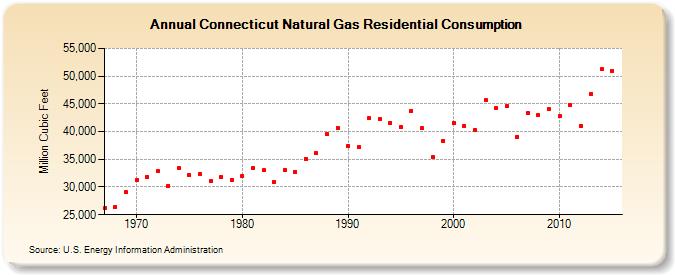 Annual Connecticut Natural Gas Residential Consumption
Million Cubic Feet
55,000
50,000
45,000
40,000
35,000
30,000
25,000
1970 1980 1990 2000 2010
Source: U.S. Energy Information Administration